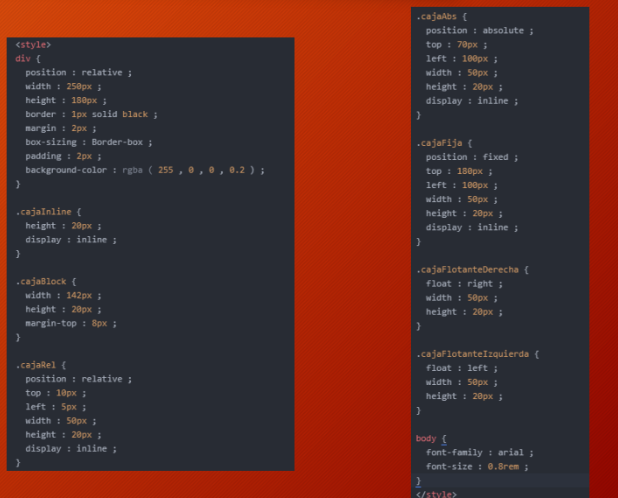 <style>
div {
position : relative ;
width : 250px ;
height : 180px ;
border : 1px solid black ;
margin : 2px ;
box-sizing : Border-box ;
padding : 2px ;
background-color : rgba ( 255 , 0 , 0 , 0.2 ) ;
}
.cajaInline {
height : 20px ;
display : inline ;
}
.cajaBlock {
width : 142px ;
height : 20px ;
margin-top : 8px ;
}
.cajaRel {
position : relative ;
top : 10px ;
left : 5px ;
width : 50px ;
height : 20px ;
display : inline ;
}
.cajaAbs {
position : absolute ;
top : 70px ;
left : 100px ;
width : 50px ;
height : 20px ;
display : inline ;
}
.cajaFija {
position : fixed ;
top : 180px ;
left : 100px ;
width : 50px ;
height : 20px ;
display : inline ;
}
.cajaFlotanteDerecha {
float : right ;
width : 50px ;
height : 20px ;
}
.cajaFlotanteIzquierda {
float : left ;
width : 50px ;
height : 20px ;
}
body {
font-family : arial ;
font-size : 0.8rem ;
}
</style>